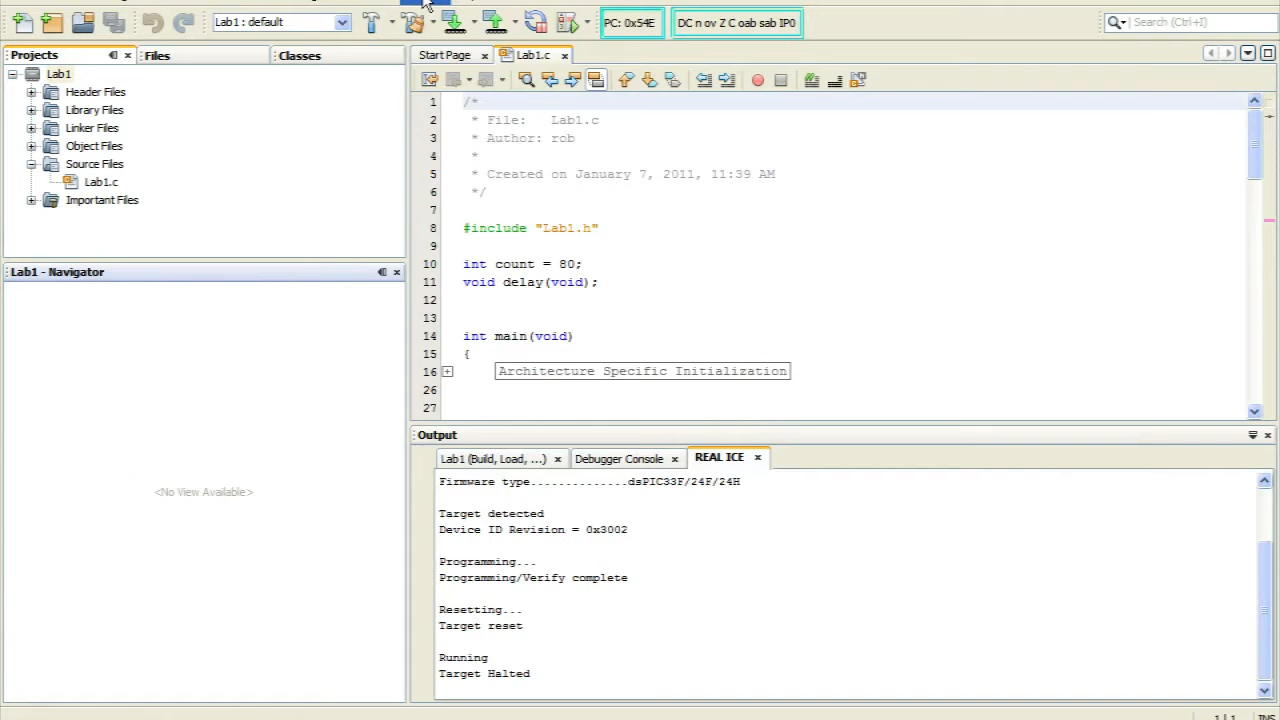 Lab1 : default
PC: 0x54E
DC n ov Z C oab sab IP0
Search (Ctrl+I)
Projects
Files
Classes
Start Page
Lab1.c
Lab1
Header Files
Library Files
Linker Files
Object Files
Source Files
Lab1.c
Important Files
Lab1 - Navigator
<No View Available>
1 /*
2 * File: Lab1.c
3 * Author: rob
4 *
5 * Created on January 7, 2011, 11:39 AM
6 */
7
8 #include "Lab1.h"
9
10 int count = 80;
11 void delay(void);
12
13
14 int main(void)
15 {
16 Architecture Specific Initialization
26
27
Output
Lab1 (Build, Load, ...)
Debugger Console
REAL ICE
Firmware type..............dsPIC33F/24F/24H
Target detected
Device ID Revision = 0x3002
Programming...
Programming/Verify complete
Resetting...
Target reset
Running
Target Halted
1 | 1
INS